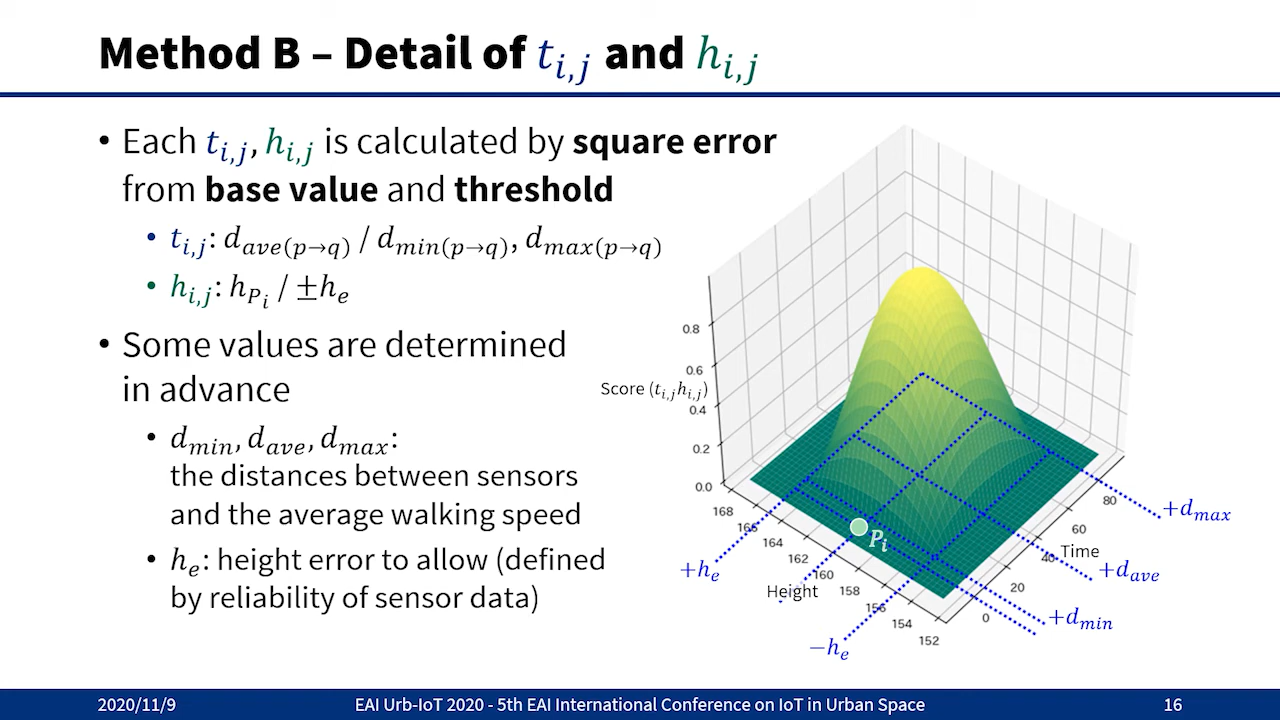 Method B – Detail of t_{i,j} and h_{i,j}
• Each t_{i,j}, h_{i,j} is calculated by square error
from base value and threshold
• t_{i,j}: d_{ave(p→q)} / d_{min(p→q)}, d_{max(p→q)}
• h_{i,j}: h_{P_i} / ±h_e
• Some values are determined
in advance
• d_{min}, d_{ave}, d_{max}:
the distances between sensors
and the average walking speed
• h_e: height error to allow (defined
by reliability of sensor data)
Score (t_{i,j}h_{i,j})
0.8
0.6
0.4
0.2
0.0
168
166
164
162
160
158
156
154
152
Height
0
20
40
60
80
Time
P_i
+h_e
−h_e
+d_{max}
+d_{ave}
+d_{min}
2020/11/9
EAI Urb-IoT 2020 - 5th EAI International Conference on IoT in Urban Space
16